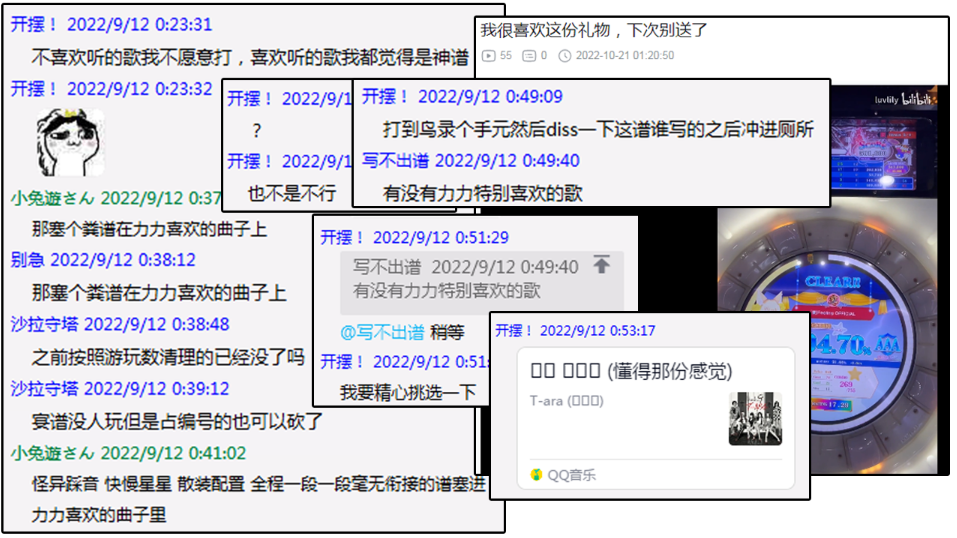 开摆！ 2022/9/12 0:23:31
不喜欢听的歌我不愿意打，喜欢听的歌我都觉得是神谱
开摆！ 2022/9/12 0:23:32
小兔遊さん 2022/9/12 0:37
那塞个粪谱在力力喜欢的曲子上
别急 2022/9/12 0:38:12
那塞个粪谱在力力喜欢的曲子上
沙拉守塔 2022/9/12 0:38:48
之前按照游玩数清理的已经没了吗
沙拉守塔 2022/9/12 0:39:12
宴谱没人玩但是占编号的也可以砍了
小兔遊さん 2022/9/12 0:41:02
怪异踩音 快慢星星 散装配置 全程一段一段毫无衔接的谱塞进
力力喜欢的曲子里
开摆！ 2022/9/1
？
开摆！ 2022/9/1
也不是不行
开摆！ 2022/9/12 0:49:09
打到鸟录个手元然后diss一下这谱谁写的之后冲进厕所
写不出谱 2022/9/12 0:49:40
有没有力力特别喜欢的歌
开摆！ 2022/9/12 0:51:29
写不出谱 2022/9/12 0:49:40
有没有力力特别喜欢的歌
@写不出谱 稍等
开摆！ 2022/9/12 0:51:
我要精心挑选一下
开摆！ 2022/9/12 0:53:17
(懂得那份感觉)
T-ara
QQ音乐
我很喜欢这份礼物，下次别送了
55 0 2022-10-21 01:20:50
luvlily bilibili
CLEAR!!
4.70%
AAA